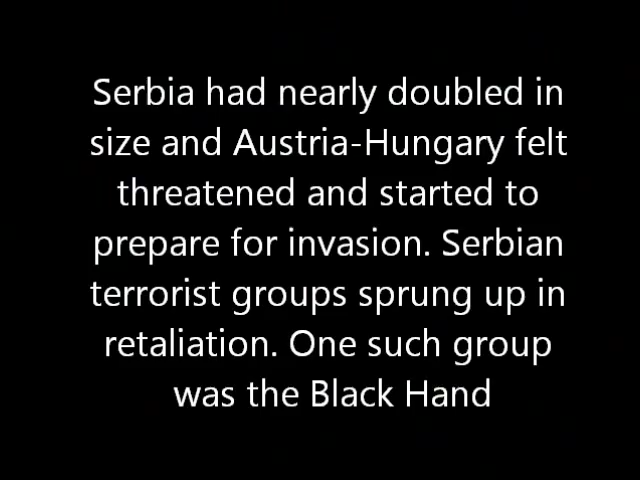 Serbia had nearly doubled in
size and Austria-Hungary felt
threatened and started to
prepare for invasion. Serbian
terrorist groups sprung up in
retaliation. One such group
was the Black Hand